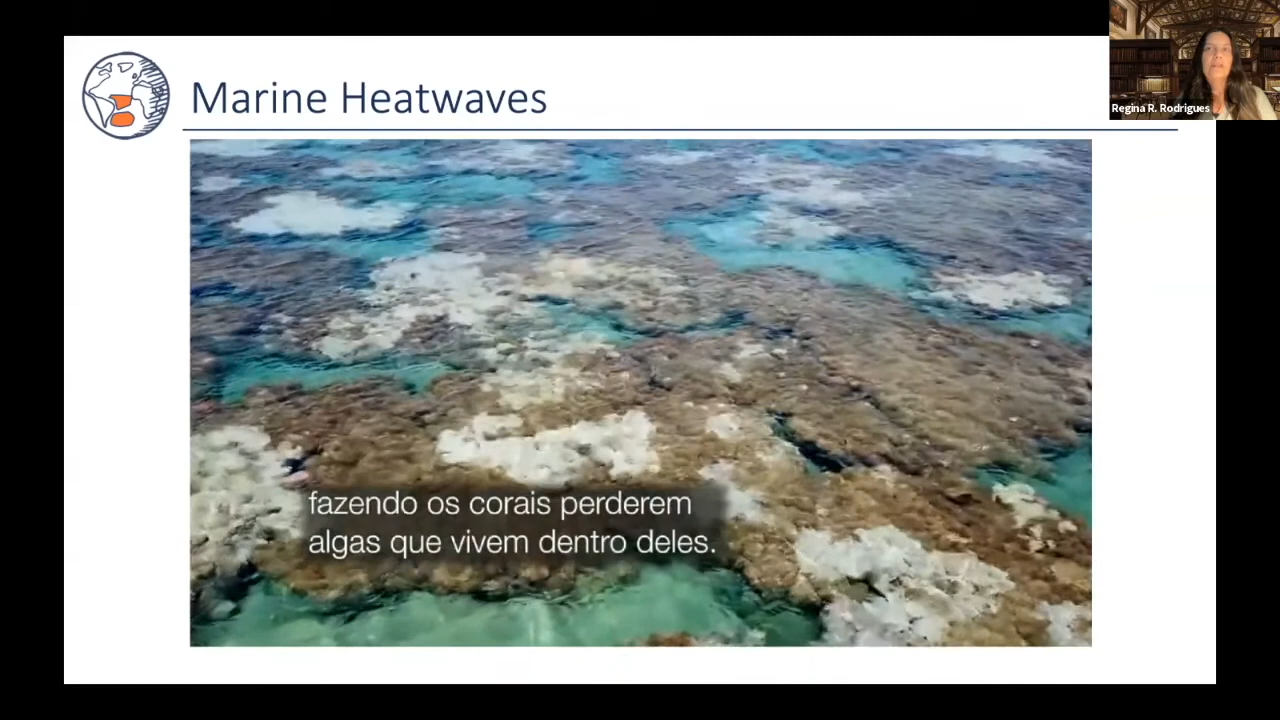 Marine Heatwaves
Regina R. Rodrigues
fazendo os corais perderem
algas que vivem dentro deles.